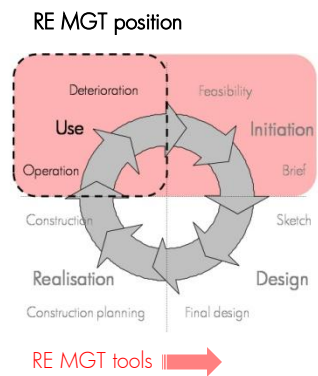 RE MGT position
Deterioration
Feasibility
Use
Initiation
Operation
Brief
Construction
Sketch
Realisation
Design
Construction planning
Final design
RE MGT tools